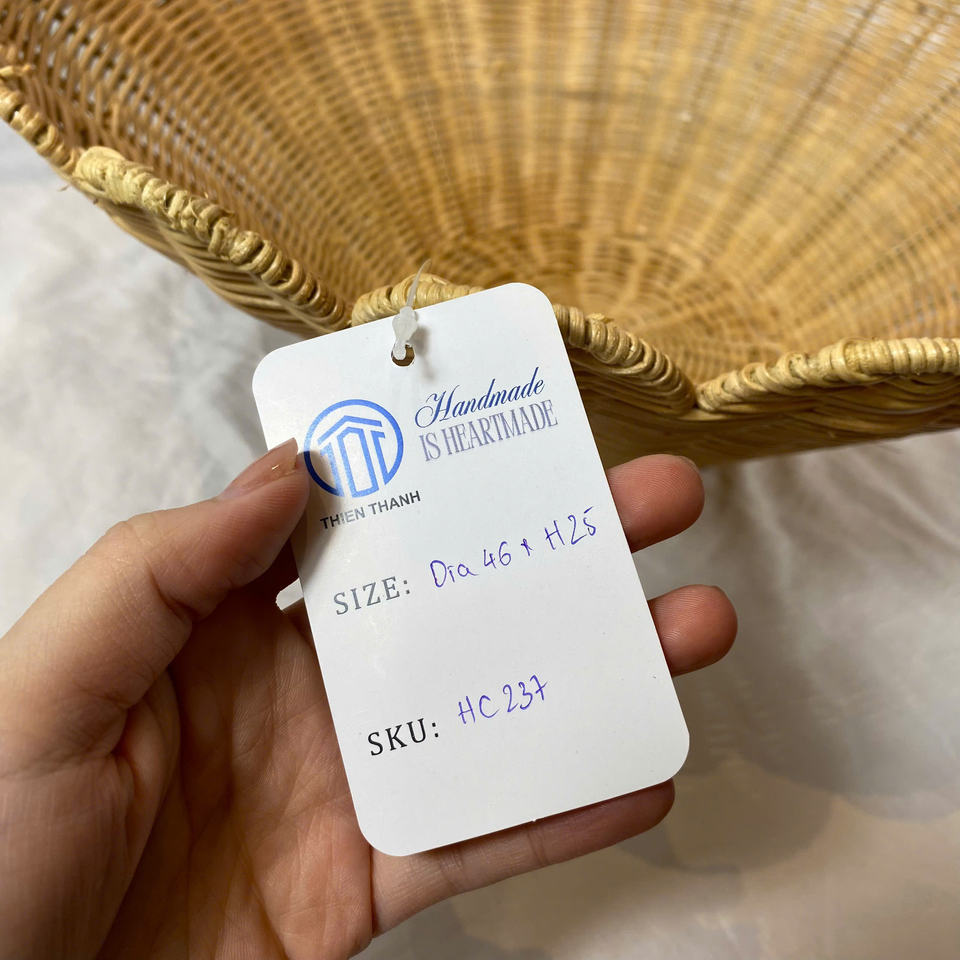 Handmade
IS HEARTMADE
THIEN THANH
SIZE: Dia 46 * H25
SKU: HC 237